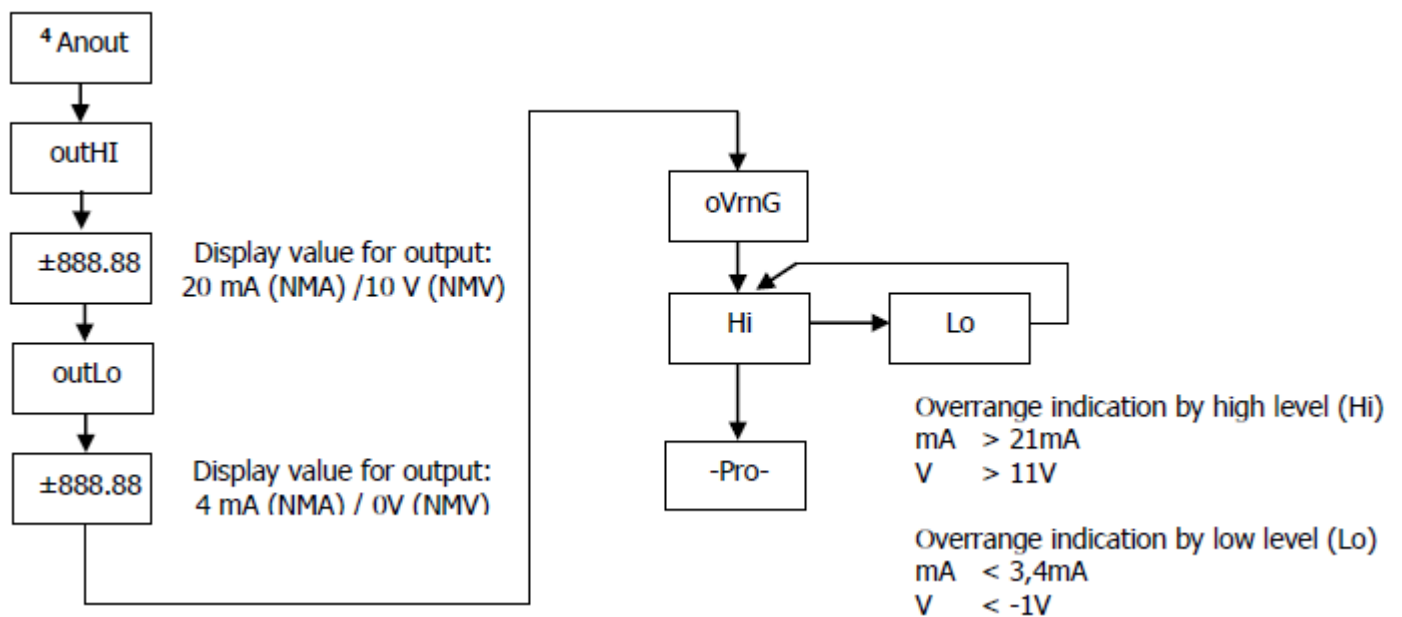 ⁴ Anout
outHI
±888.88
Display value for output:
20 mA (NMA) /10 V (NMV)
outLo
±888.88
Display value for output:
4 mA (NMA) / 0V (NMV)
oVrnG
Hi
Lo
-Pro-
Overrange indication by high level (Hi)
mA > 21mA
V > 11V
Overrange indication by low level (Lo)
mA < 3,4mA
V < -1V